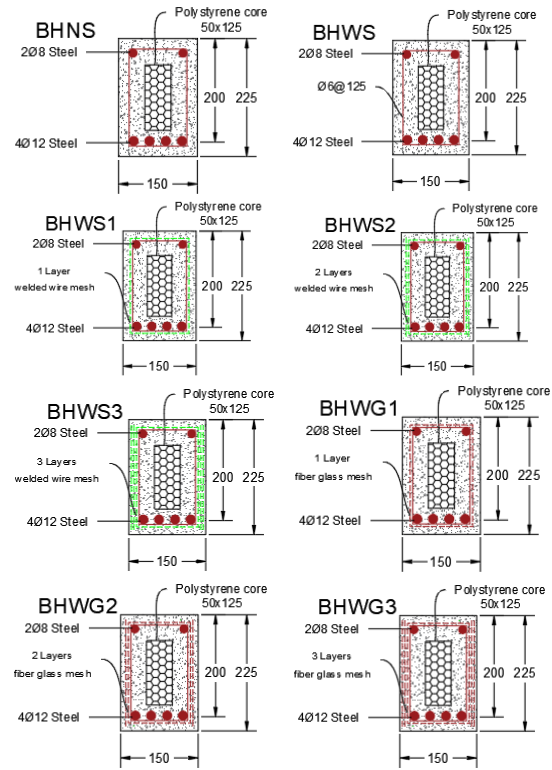 BHNS
Polystyrene core
50x125
2Ø8 Steel
200
225
4Ø12 Steel
150
BHWS
Polystyrene core
50x125
2Ø8 Steel
Ø6@125
200
225
4Ø12 Steel
150
BHWS1
Polystyrene core
50x125
2Ø8 Steel
1 Layer
welded wire mesh
200
225
4Ø12 Steel
150
BHWS2
Polystyrene core
50x125
2Ø8 Steel
2 Layers
welded wire mesh
200
225
4Ø12 Steel
150
BHWS3
Polystyrene core
50x125
2Ø8 Steel
3 Layers
welded wire mesh
200
225
4Ø12 Steel
150
BHWG1
Polystyrene core
50x125
2Ø8 Steel
1 Layer
fiber glass mesh
200
225
4Ø12 Steel
150
BHWG2
Polystyrene core
50x125
2Ø8 Steel
2 Layers
fiber glass mesh
200
225
4Ø12 Steel
150
BHWG3
Polystyrene core
50x125
2Ø8 Steel
3 Layers
fiber glass mesh
200
225
4Ø12 Steel
150